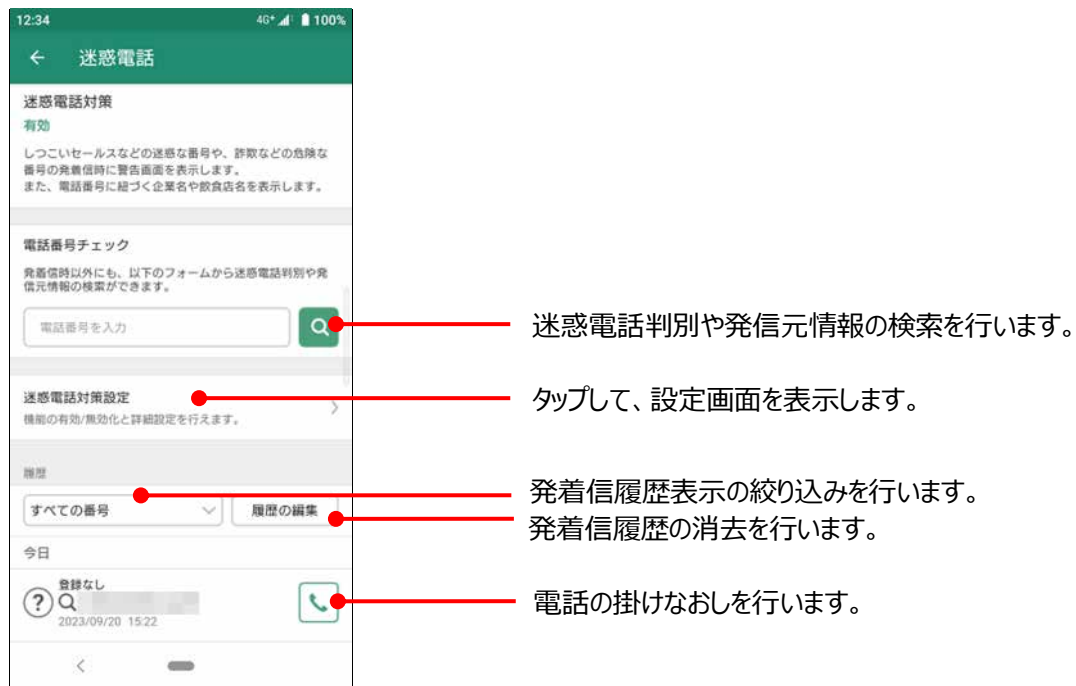 12:34 4G+ 100%
← 迷惑電話
迷惑電話対策
有効
しつこいセールスなどの迷惑な番号や、詐欺などの危険な
番号の発着信時に警告画面を表示します。
また、電話番号に紐づく企業名や飲食店名を表示します。
電話番号チェック
発着信時以外にも、以下のフォームから迷惑電話判別や発
信元情報の検索ができます。
電話番号を入力
迷惑電話判別や発信元情報の検索を行います。
迷惑電話対策設定
機能の有効/無効化と詳細設定を行えます。
タップして、設定画面を表示します。
履歴
すべての番号
履歴の編集
発着信履歴表示の絞り込みを行います。
発着信履歴の消去を行います。
今日
登録なし
2023/09/20 15:22
電話の掛けなおしを行います。